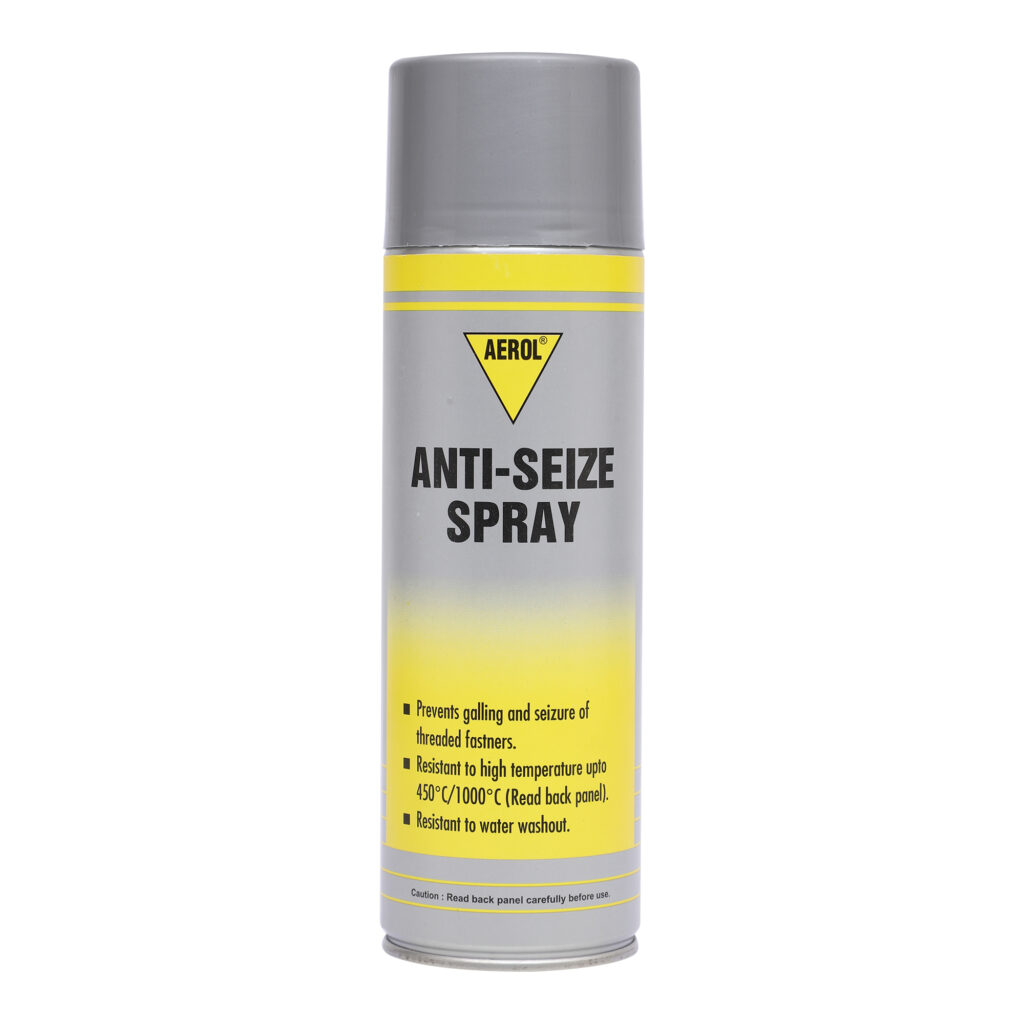 AEROL®
ANTI-SEIZE
SPRAY
■ Prevents galling and seizure of
threaded fastners.
■ Resistant to high temperature upto
450°C/1000°C (Read back panel).
■ Resistant to water washout.
Caution : Read back panel carefully before use.